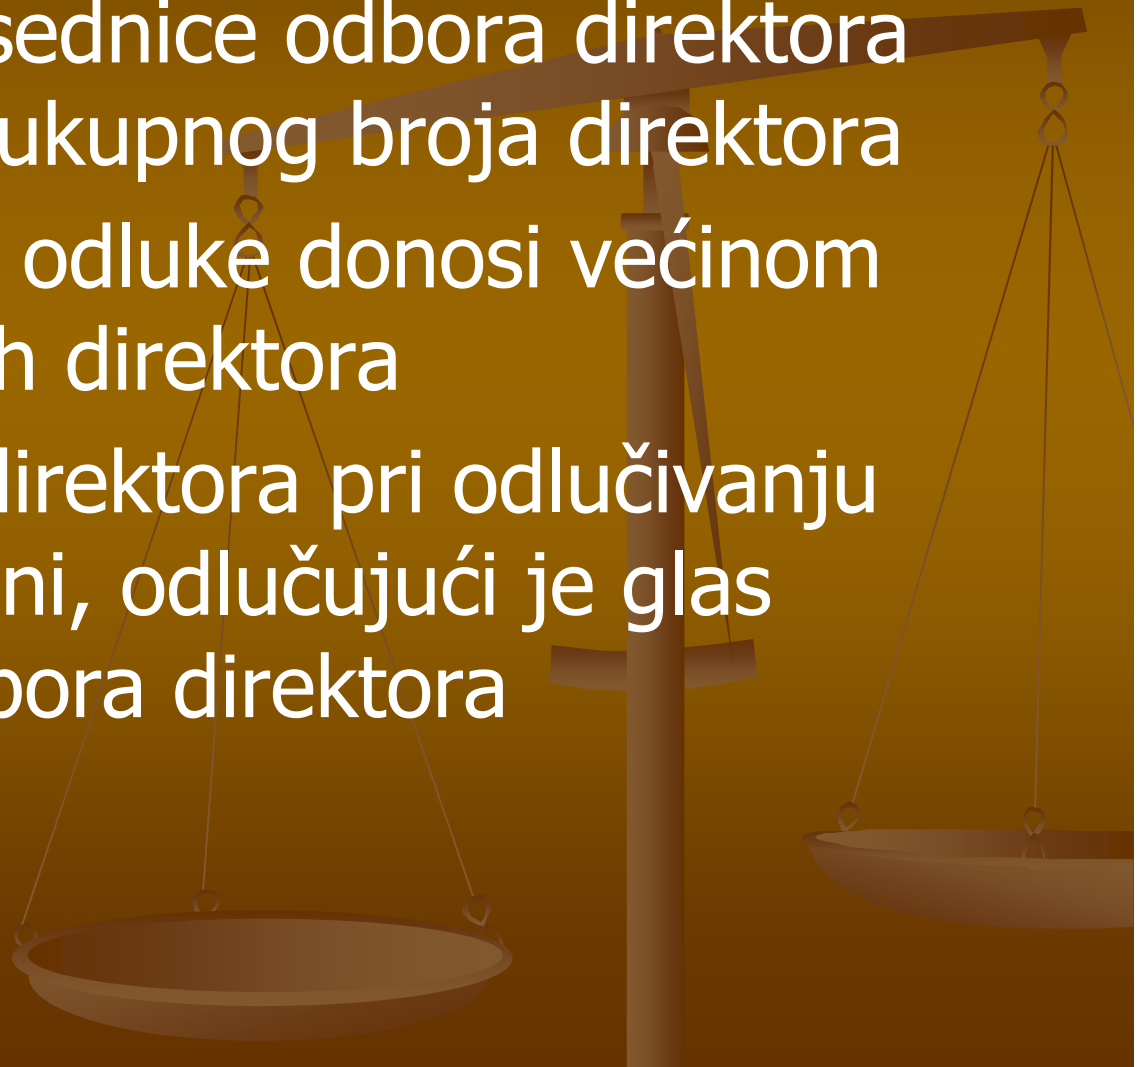 sednice odbora direktora
ukupnog broja direktora
odluke donosi većinom
h direktora
direktora pri odlučivanju
ni, odlučujući je glas
bora direktora